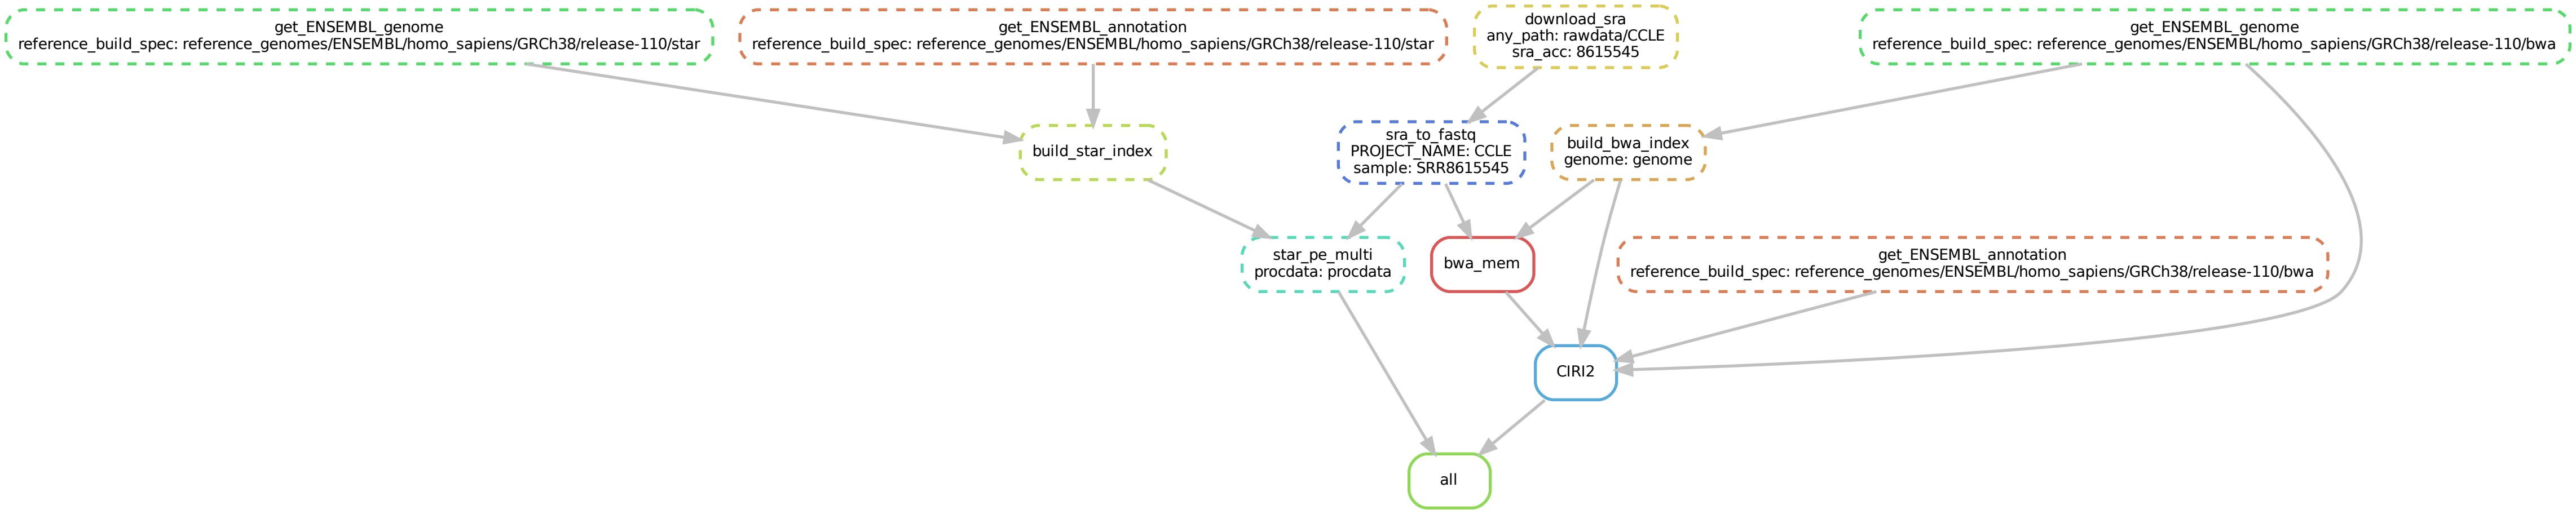 get_ENSEMBL_genome
reference_build_spec: reference_genomes/ENSEMBL/homo_sapiens/GRCh38/release-110/star
get_ENSEMBL_annotation
reference_build_spec: reference_genomes/ENSEMBL/homo_sapiens/GRCh38/release-110/star
download_sra
any_path: rawdata/CCLE
sra_acc: 8615545
get_ENSEMBL_genome
reference_build_spec: reference_genomes/ENSEMBL/homo_sapiens/GRCh38/release-110/bwa
build_star_index
sra_to_fastq
PROJECT_NAME: CCLE
sample: SRR8615545
build_bwa_index
genome: genome
star_pe_multi
procdata: procdata
bwa_mem
get_ENSEMBL_annotation
reference_build_spec: reference_genomes/ENSEMBL/homo_sapiens/GRCh38/release-110/bwa
CIRI2
all